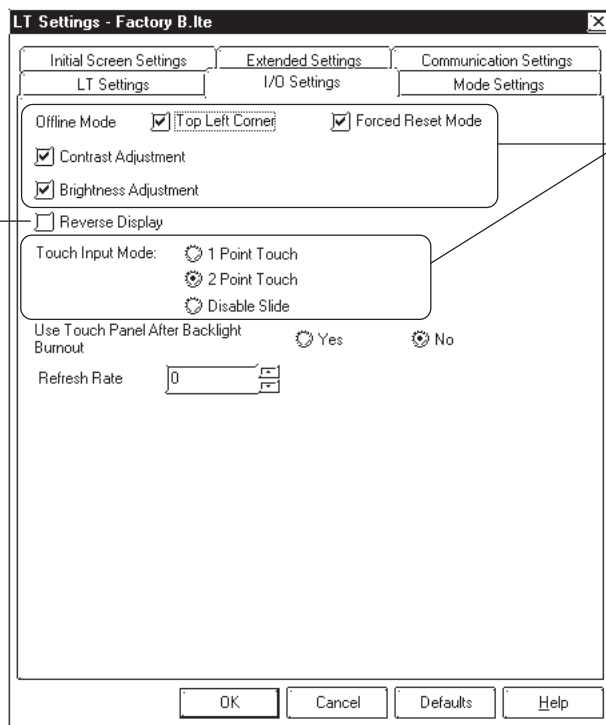 LT Settings - Factory B.lte
Initial Screen Settings Extended Settings Communication Settings
LT Settings I/O Settings Mode Settings
Offline Mode Top Left Corner Forced Reset Mode
Contrast Adjustment
Brightness Adjustment
Reverse Display
Touch Input Mode: 1 Point Touch
2 Point Touch
Disable Slide
Use Touch Panel After Backlight
Burnout Yes No
Refresh Rate 0
OK Cancel Defaults Help